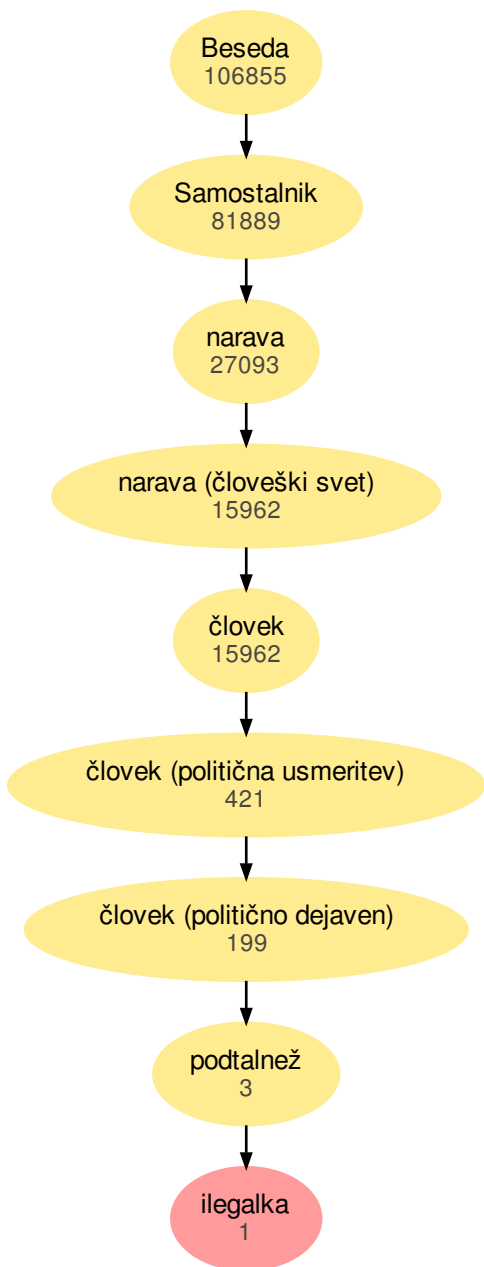 Beseda
106855
Samostalnik
81889
narava
27093
narava (človeški svet)
15962
človek
15962
človek (politična usmeritev)
421
človek (politično dejaven)
199
podtalnež
3
ilegalka
1